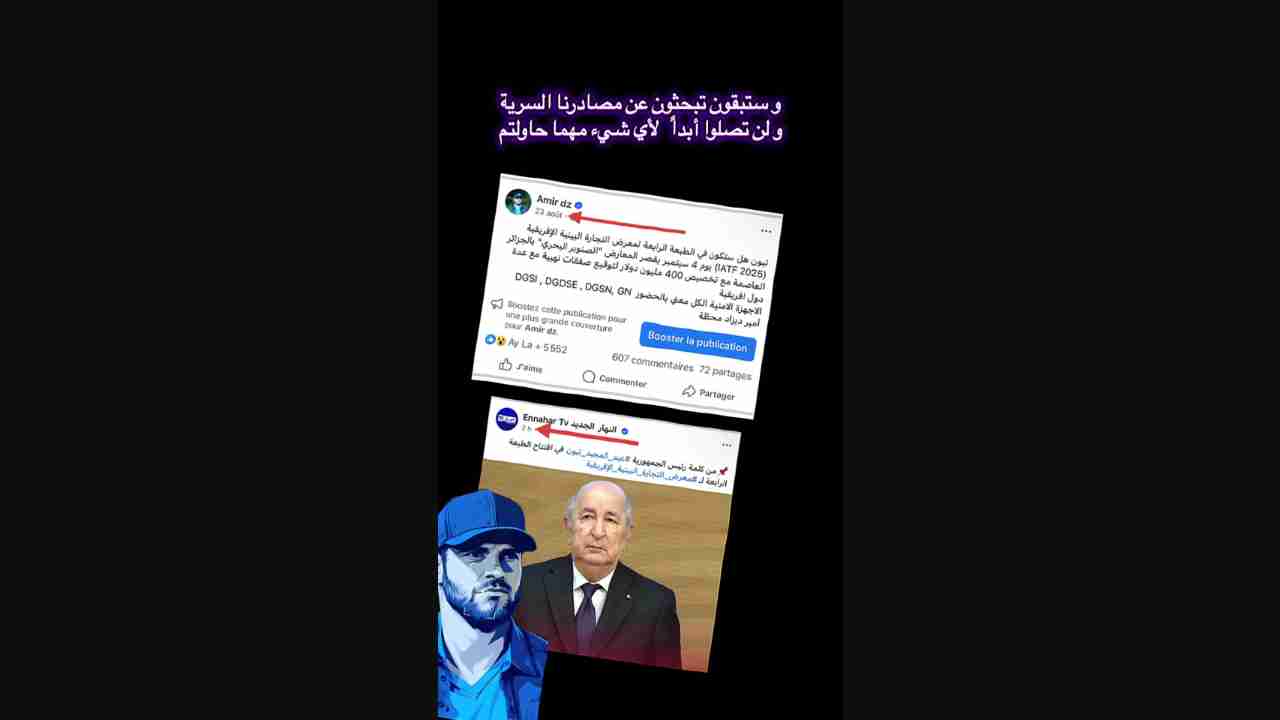 و ستبقون تبحثون عن مصادرنا السرية
و لن تصلوا أبداً لأي شيء مهما حاولتم
Amir dz
23 août
تبون هل ستكون في الطبعة الرابعة لمعرض التجارة البينية الإفريقية
(IATF 2025) يوم 4 سبتمبر بقصر المعارض "الصنوبر البحري" بالجزائر
العاصمة مع تخصيص 400 مليون دولار لتوقيع صفقات نهبية مع عدة
دول افريقية
الاجهزة الامنية الكل معني بالحضور DGSI , DGDSE , DGSN, GN
أمير ديزاد محظة
Boostez cette publication pour
une plus grande couverture
pour Amir dz.
Booster la publication
Ay La + 5 552
607 commentaires 72 partages
J'aime
Commenter
Partager
Ennahar Tv النهار الجديد
2 h
من كلمة رئيس الجمهورية #عبد_المجيد_تبون في افتتاح الطبعة
الرابعة لـ #معرض_التجارة_البينية_الإفريقية